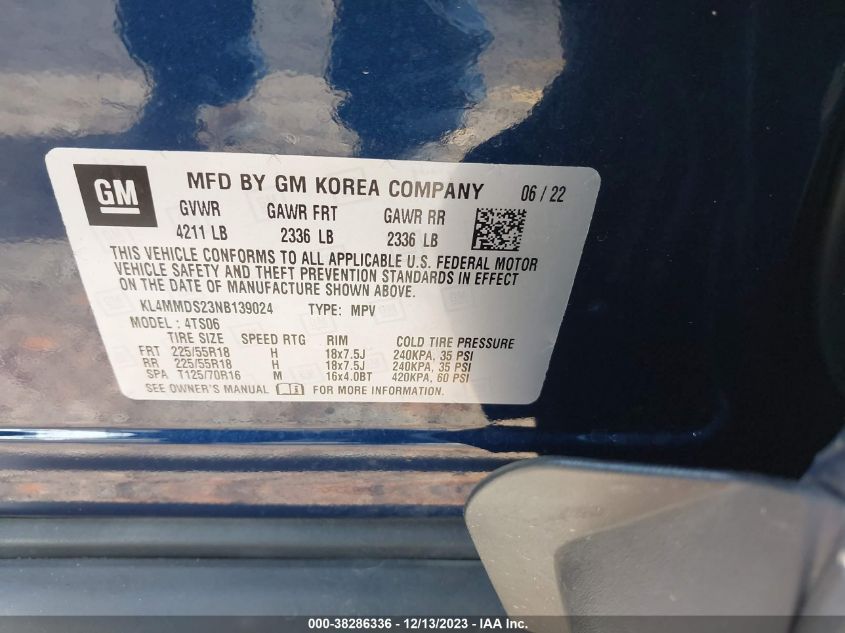 GM
MFD BY GM KOREA COMPANY 06 / 22
GVWR GAWR FRT GAWR RR
4211 LB 2336 LB 2336 LB
THIS VEHICLE CONFORMS TO ALL APPLICABLE U.S. FEDERAL MOTOR
VEHICLE SAFETY AND THEFT PREVENTION STANDARDS IN EFFECT
ON THE DATE OF MANUFACTURE SHOWN ABOVE.
KL4MMDS23NB139024 TYPE: MPV
MODEL : 4TS06
TIRE SIZE SPEED RTG RIM COLD TIRE PRESSURE
FRT 225/55R18 H 18x7.5J 240KPA, 35 PSI
RR 225/55R18 H 18x7.5J 240KPA, 35 PSI
SPA T125/70R16 M 16x4.0BT 420KPA, 60 PSI
SEE OWNER'S MANUAL FOR MORE INFORMATION.
000-38286336 - 12/13/2023 - IAA Inc.